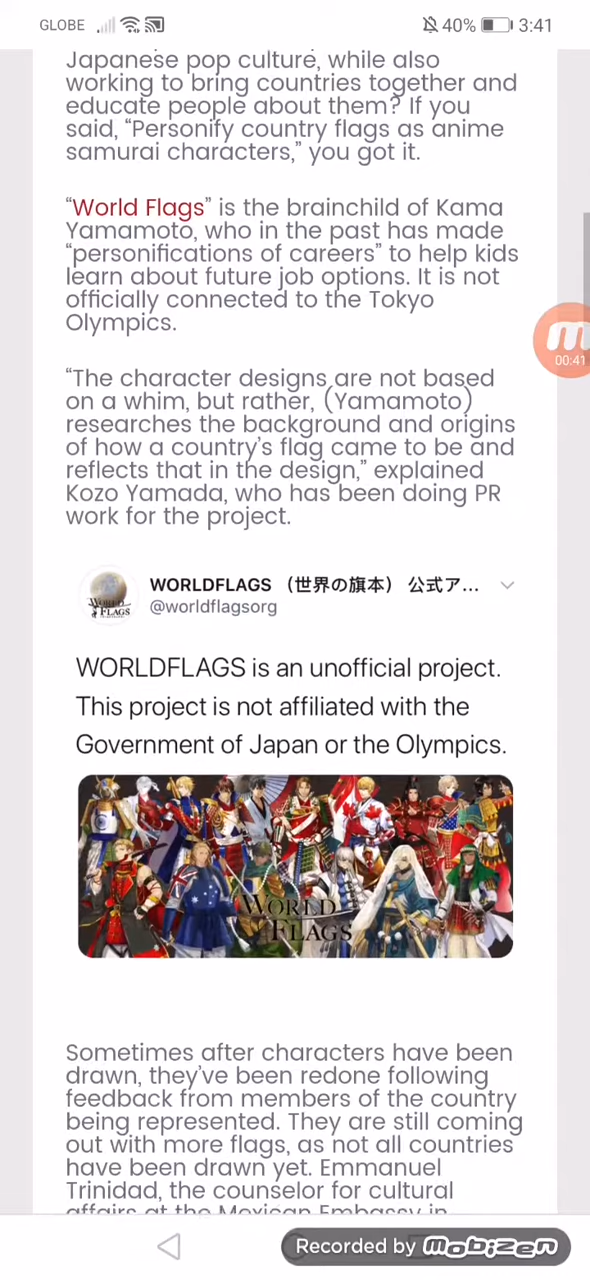 GLOBE 40% 3:41
Japanese pop culture, while also
working to bring countries together and
educate people about them? If you
said, “Personify country flags as anime
samurai characters,” you got it.
“World Flags” is the brainchild of Kama
Yamamoto, who in the past has made
“personifications of careers” to help kids
learn about future job options. It is not
officially connected to the Tokyo
Olympics.
00:41
“The character designs are not based
on a whim, but rather, (Yamamoto)
researches the background and origins
of how a country’s flag came to be and
reflects that in the design,” explained
Kozo Yamada, who has been doing PR
work for the project.
WORLDFLAGS （世界の旗本） 公式ア...
@worldflagsorg
WORLD FLAGS
WORLDFLAGS is an unofficial project.
This project is not affiliated with the
Government of Japan or the Olympics.
WORLD
FLAGS
Sometimes after characters have been
drawn, they’ve been redone following
feedback from members of the country
being represented. They are still coming
out with more flags, as not all countries
have been drawn yet. Emmanuel
Trinidad, the counselor for cultural
affairs at the Mexican Embassy in
Recorded by mobizen